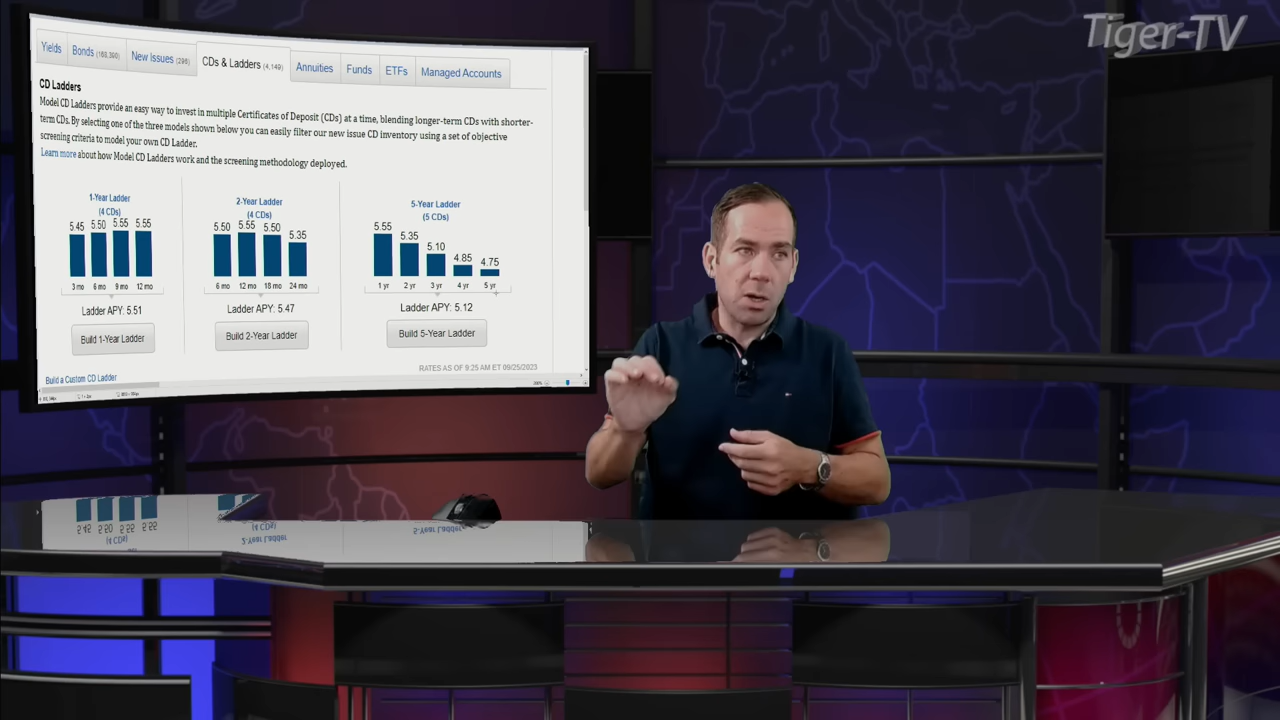 Tiger-TV
Yields
Bonds (169,390)
New Issues (296)
CDs & Ladders (4,149)
Annuities
Funds
ETFs
Managed Accounts
CD Ladders
Model CD Ladders provide an easy way to invest in multiple Certificates of Deposit (CDs) at a time, blending longer-term CDs with shorter-
term CDs. By selecting one of the three models shown below you can easily filter our new issue CD inventory using a set of objective
screening criteria to model your own CD Ladder.
Learn more about how Model CD Ladders work and the screening methodology deployed.
1-Year Ladder
(4 CDs)
5.45 5.50 5.55 5.55
3 mo 6 mo 9 mo 12 mo
Ladder APY: 5.51
Build 1-Year Ladder
2-Year Ladder
(4 CDs)
5.50 5.55 5.50 5.35
6 mo 12 mo 18 mo 24 mo
Ladder APY: 5.47
Build 2-Year Ladder
5-Year Ladder
(5 CDs)
5.55 5.35 5.10 4.85 4.75
1 yr 2 yr 3 yr 4 yr 5 yr
Ladder APY: 5.12
Build 5-Year Ladder
RATES AS OF 9:25 AM ET 09/25/2023
Build a Custom CD Ladder